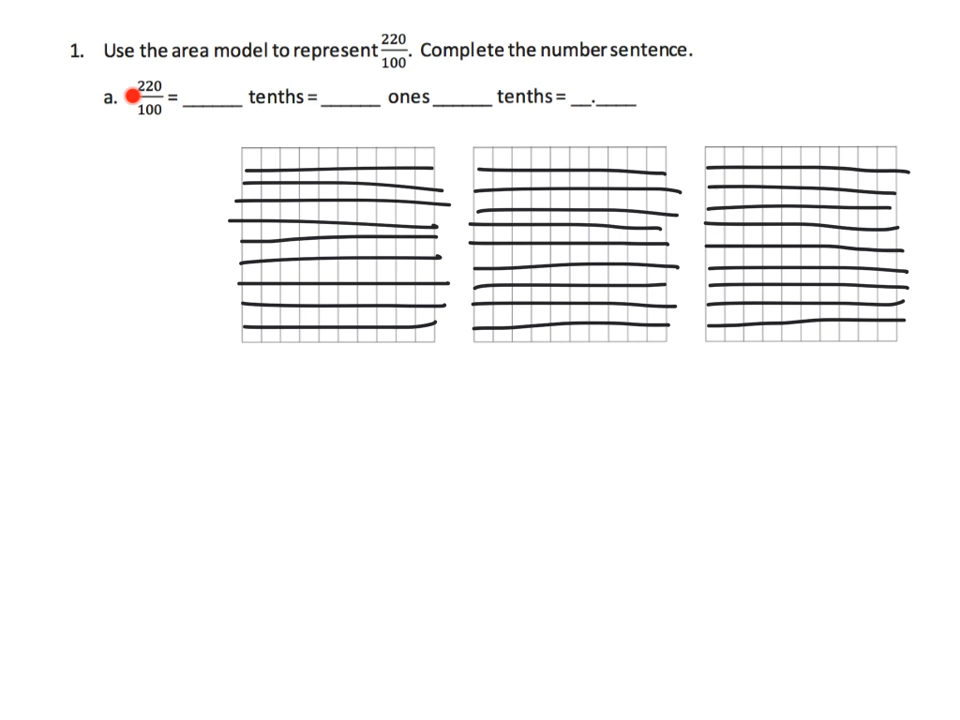 1. Use the area model to represent 220/100. Complete the number sentence.
a. 220/100 = ______ tenths = ______ ones ______ tenths = __.____